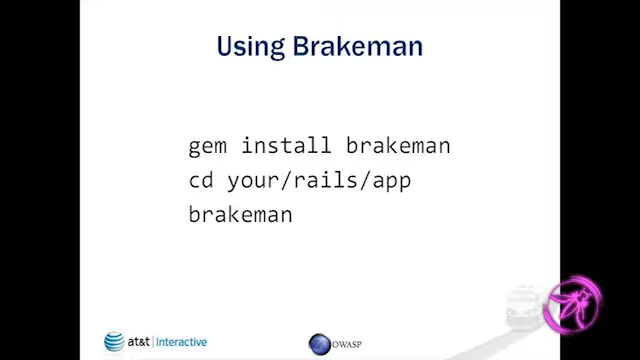 Using Brakeman
gem install brakeman
cd your/rails/app
brakeman
at&t | Interactive
OWASP